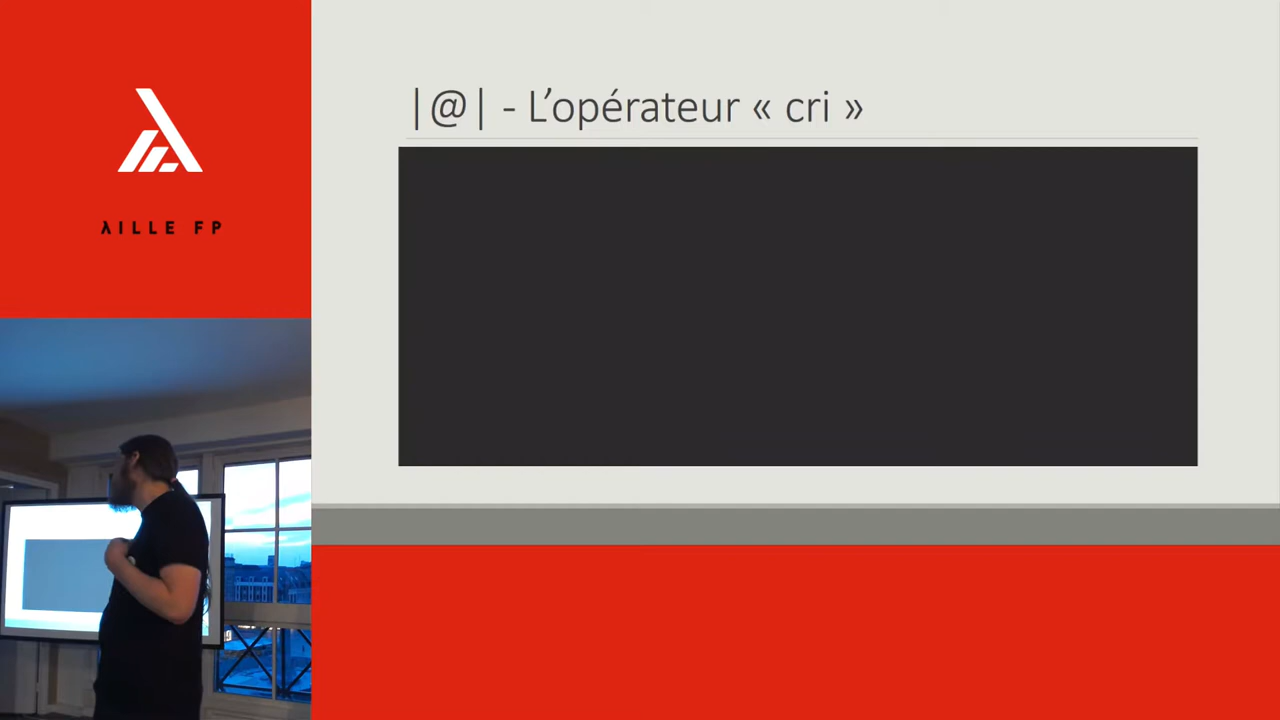 |@| - L’opérateur « cri »
λILLE FP